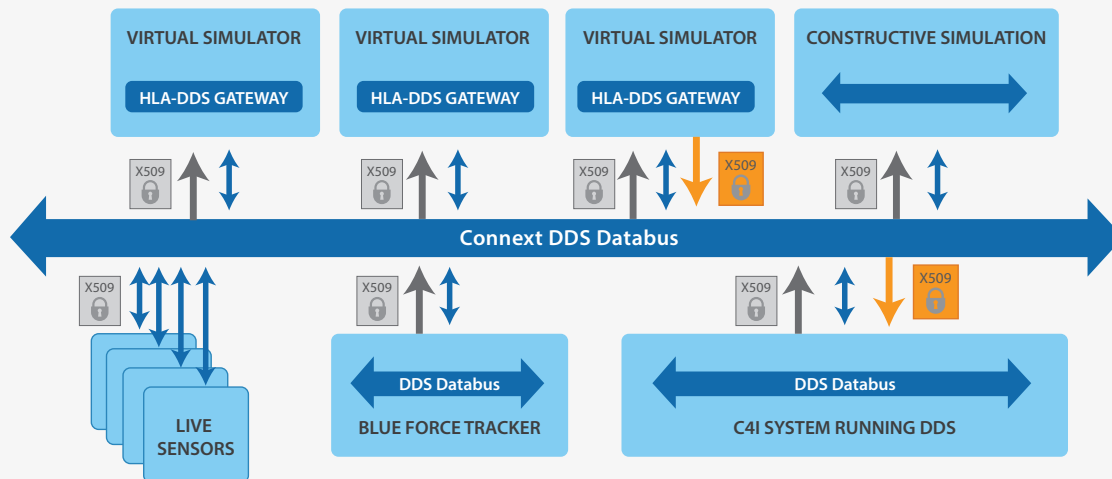 VIRTUAL SIMULATOR
HLA-DDS GATEWAY
VIRTUAL SIMULATOR
HLA-DDS GATEWAY
VIRTUAL SIMULATOR
HLA-DDS GATEWAY
CONSTRUCTIVE SIMULATION
X509
X509
X509
X509
X509
Connext DDS Databus
X509
X509
X509
X509
LIVE
SENSORS
DDS Databus
BLUE FORCE TRACKER
DDS Databus
C4I SYSTEM RUNNING DDS